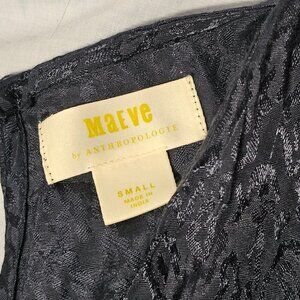 Maeve
by ANTHROPOLOGIE
SMALL
MADE IN
INDIA